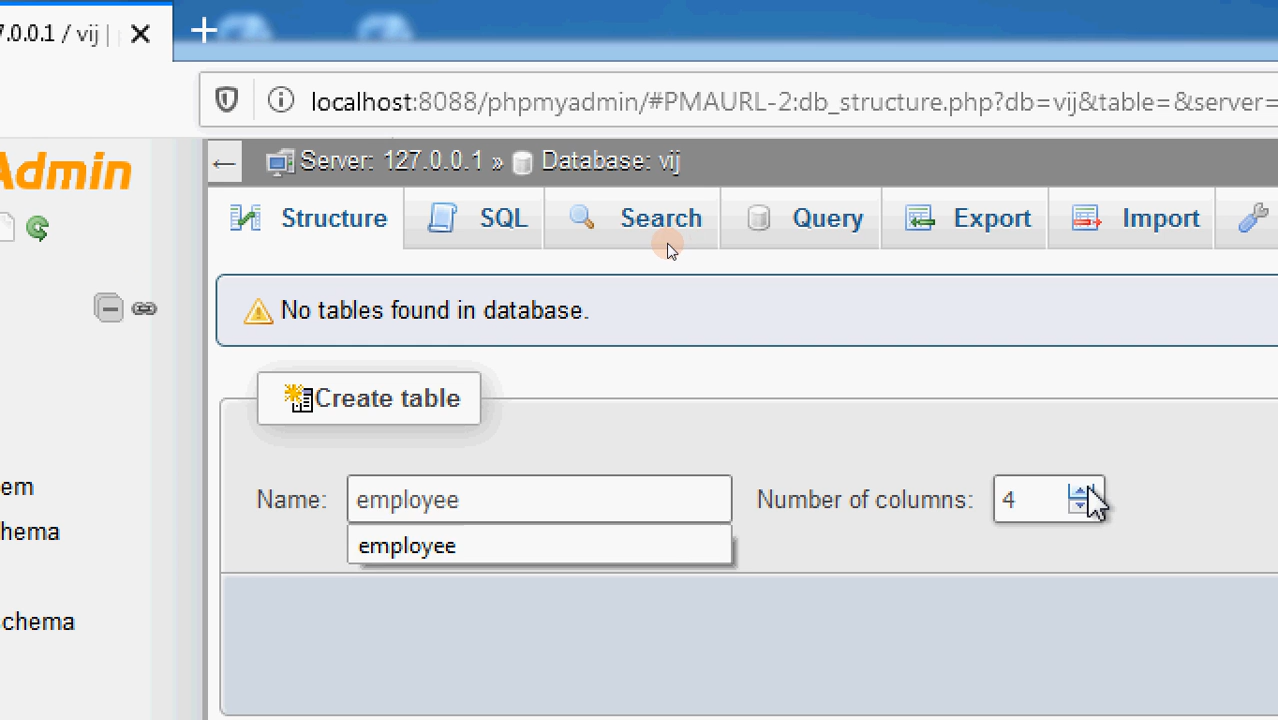 7.0.0.1 / vij |
localhost:8088/phpmyadmin/#PMAURL-2:db_structure.php?db=vij&table=&server=
Admin
Server: 127.0.0.1 » Database: vij
Structure SQL Search Query Export Import
No tables found in database.
Create table
Name: employee Number of columns: 4
employee
em
hema
chema